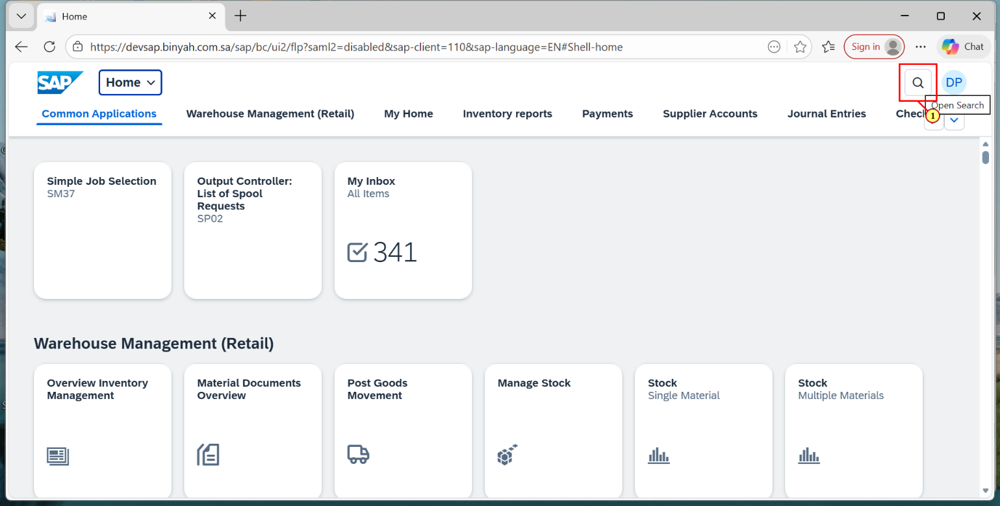 Home
https://devsap.binyah.com.sa/sap/bc/ui2/flp?saml2=disabled&sap-client=110&sap-language=EN#Shell-home
Sign in
Chat
SAP
Home
DP
Open Search
1
Common Applications
Warehouse Management (Retail)
My Home
Inventory reports
Payments
Supplier Accounts
Journal Entries
Simple Job Selection
SM37
Output Controller:
List of Spool
Requests
SP02
My Inbox
All Items
341
Warehouse Management (Retail)
Overview Inventory
Management
Material Documents
Overview
Post Goods
Movement
Manage Stock
Stock
Single Material
Stock
Multiple Materials